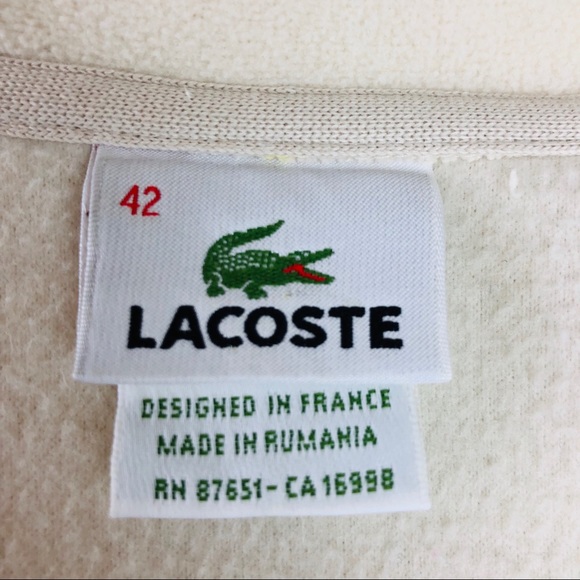 42
LACOSTE
DESIGNED IN FRANCE
MADE IN RUMANIA
RN 87651-CA 16998